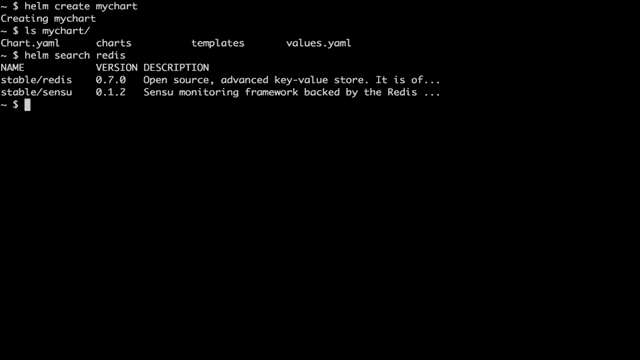 ~ $ helm create mychart
Creating mychart
~ $ ls mychart/
Chart.yaml charts templates values.yaml
~ $ helm search redis
NAME VERSION DESCRIPTION
stable/redis 0.7.0 Open source, advanced key-value store. It is of...
stable/sensu 0.1.2 Sensu monitoring framework backed by the Redis ...
~ $